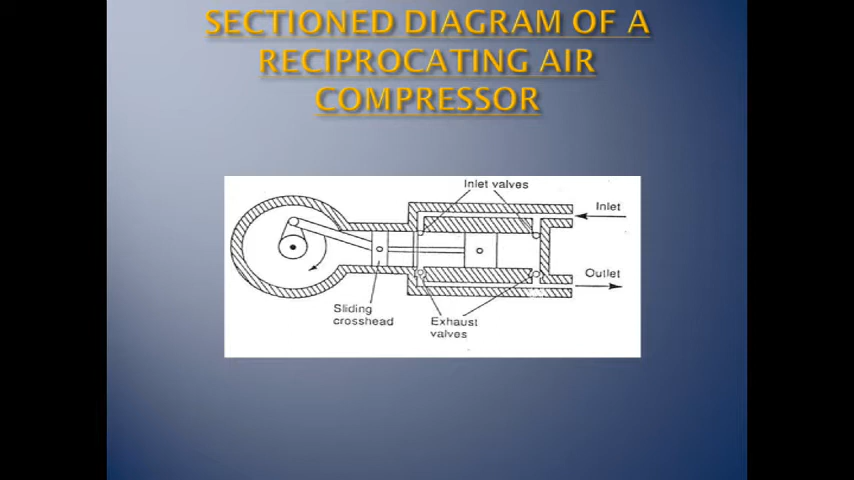 SECTIONED DIAGRAM OF A
RECIPROCATING AIR
COMPRESSOR
Inlet valves
Inlet
Outlet
Sliding
crosshead
Exhaust
valves